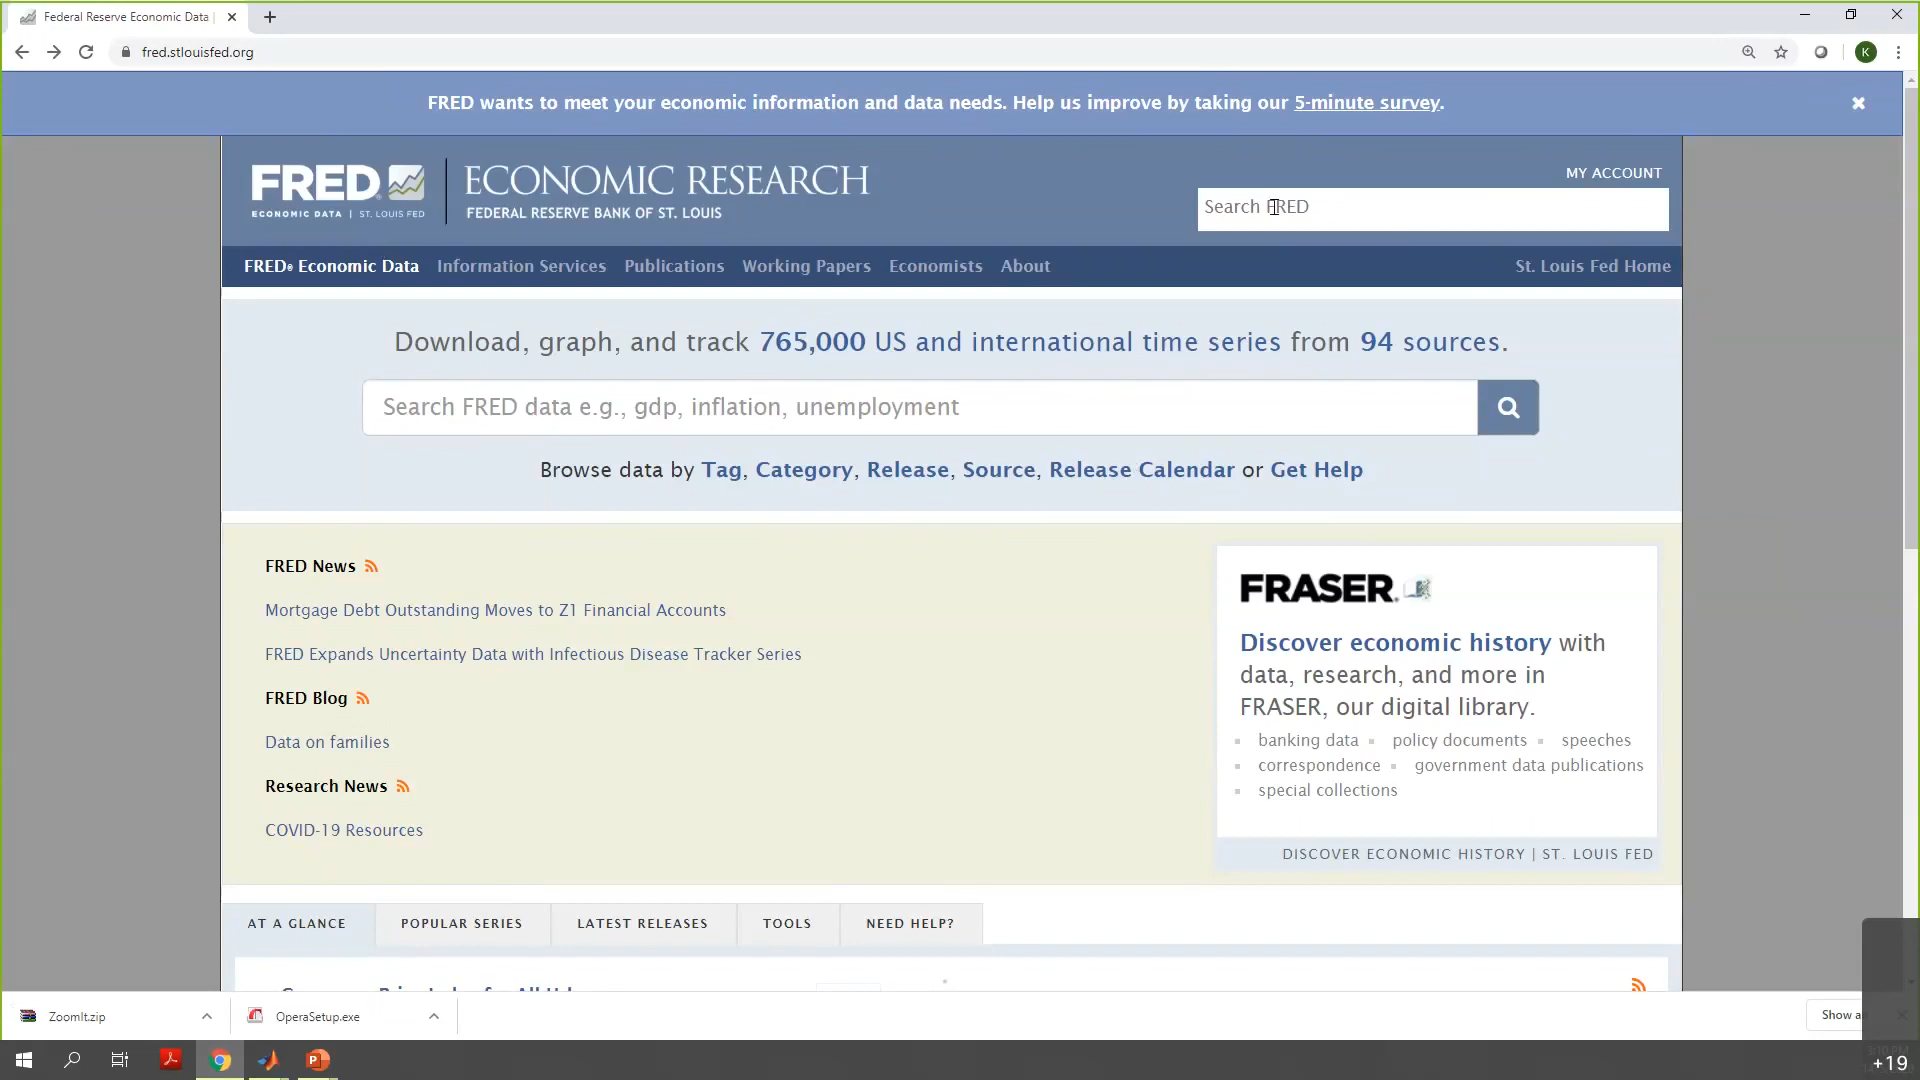 Federal Reserve Economic Data |
fred.stlouisfed.org
K
FRED wants to meet your economic information and data needs. Help us improve by taking our 5-minute survey.
FRED
ECONOMIC DATA | ST. LOUIS FED
ECONOMIC RESEARCH
FEDERAL RESERVE BANK OF ST. LOUIS
MY ACCOUNT
Search FRED
FRED® Economic Data Information Services Publications Working Papers Economists About St. Louis Fed Home
Download, graph, and track 765,000 US and international time series from 94 sources.
Search FRED data e.g., gdp, inflation, unemployment
Browse data by Tag, Category, Release, Source, Release Calendar or Get Help
FRED News
Mortgage Debt Outstanding Moves to Z1 Financial Accounts
FRED Expands Uncertainty Data with Infectious Disease Tracker Series
FRED Blog
Data on families
Research News
COVID-19 Resources
FRASER
Discover economic history with
data, research, and more in
FRASER, our digital library.
banking data policy documents speeches
correspondence government data publications
special collections
DISCOVER ECONOMIC HISTORY | ST. LOUIS FED
AT A GLANCE POPULAR SERIES LATEST RELEASES TOOLS NEED HELP?
ZoomIt.zip
OperaSetup.exe
Show
+19